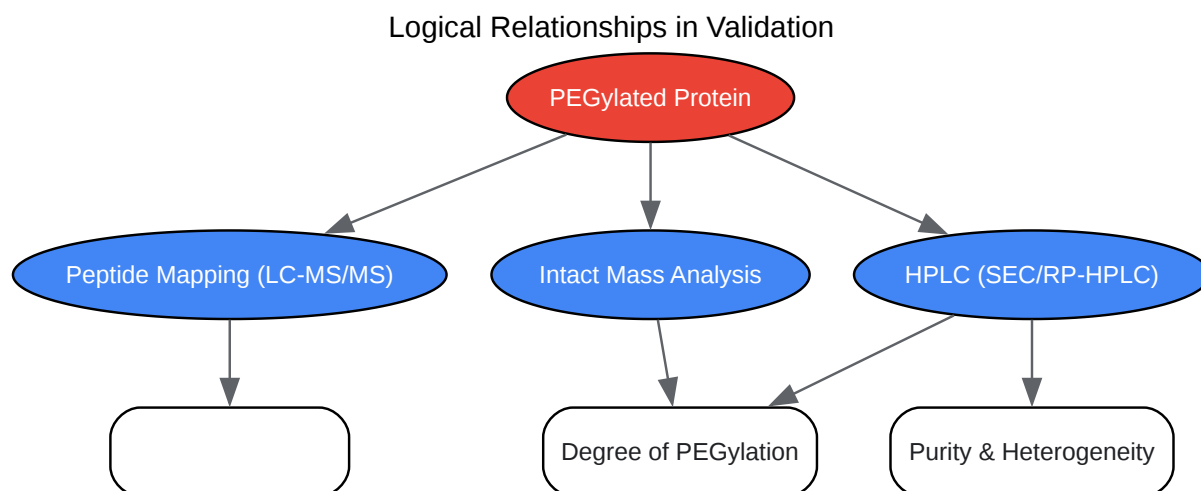 Logical Relationships in Validation
PEGylated Protein
Peptide Mapping (LC-MS/MS)
Intact Mass Analysis
HPLC (SEC/RP-HPLC)
Degree of PEGylation
Purity & Heterogeneity